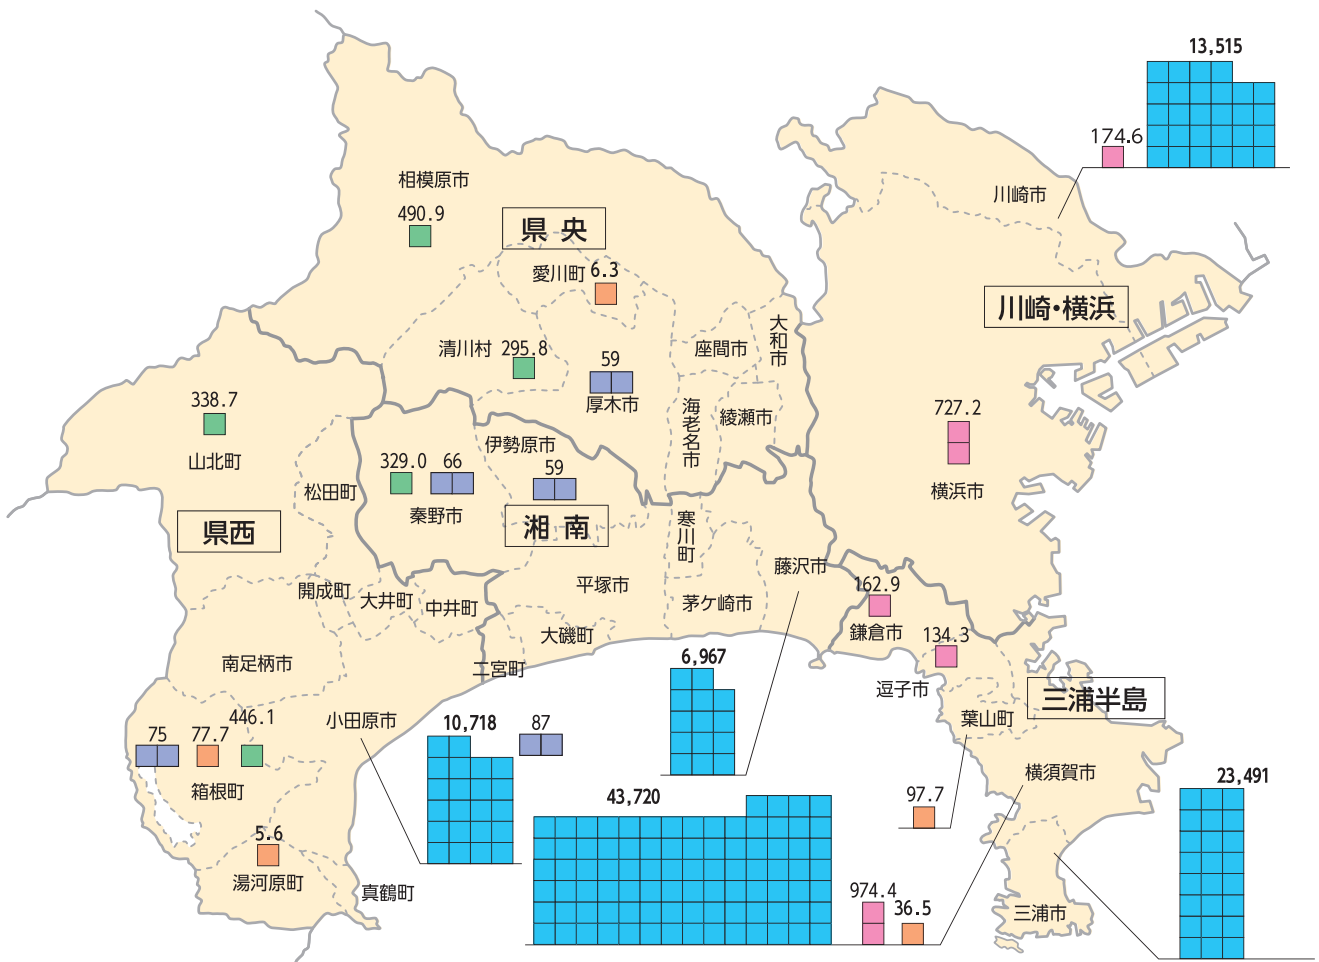 13,515
174.6
川崎市
相模原市
490.9
県 央
愛川町 6.3
川崎・横浜
大和市
座間市
清川村 295.8
59
厚木市
海老名市
綾瀬市
338.7
山北町
727.2
横浜市
伊勢原市
329.0 66
59
秦野市
松田町
県西
湘 南
寒川町
藤沢市
平塚市
開成町
大井町
中井町
茅ケ崎市
大磯町
162.9
鎌倉市
134.3
逗子市
南足柄市
二宮町
6,967
三浦半島
葉山町
小田原市
10,718
87
75 77.7 446.1
箱根町
横須賀市
23,491
43,720
97.7
5.6
湯河原町
真鶴町
974.4
36.5
三浦市